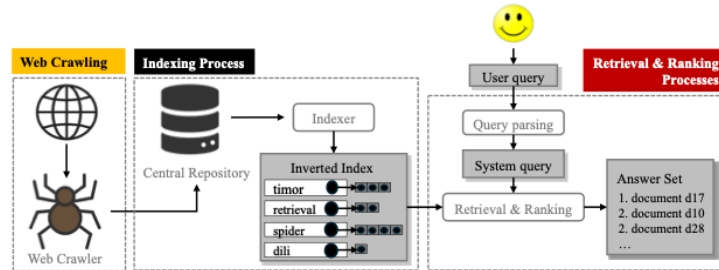 Web Crawling
Web Crawler
Indexing Process
Central Repository
Indexer
Inverted Index
timor
retrieval
spider
dili
Retrieval & Ranking
Processes
User query
Query parsing
System query
Retrieval & Ranking
Answer Set
1. document d17
2. document d10
2. document d28
…